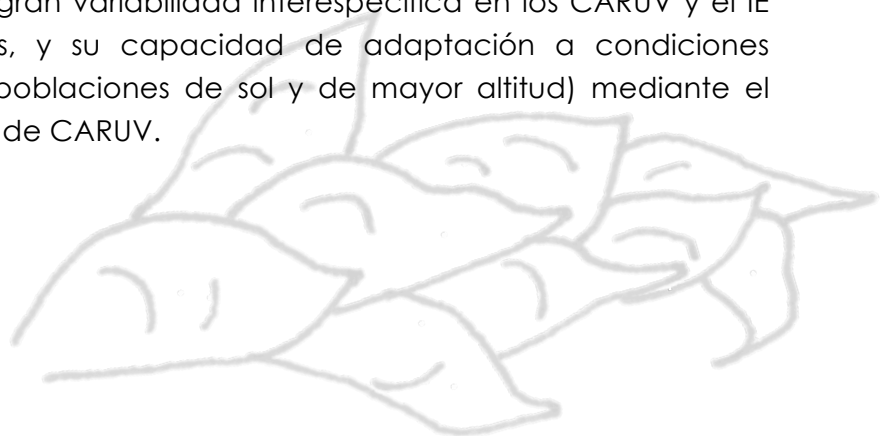 gran variabilidad interespecífica en los CARUV y el IE
s, y su capacidad de adaptación a condiciones
poblaciones de sol y de mayor altitud) mediante el
de CARUV.